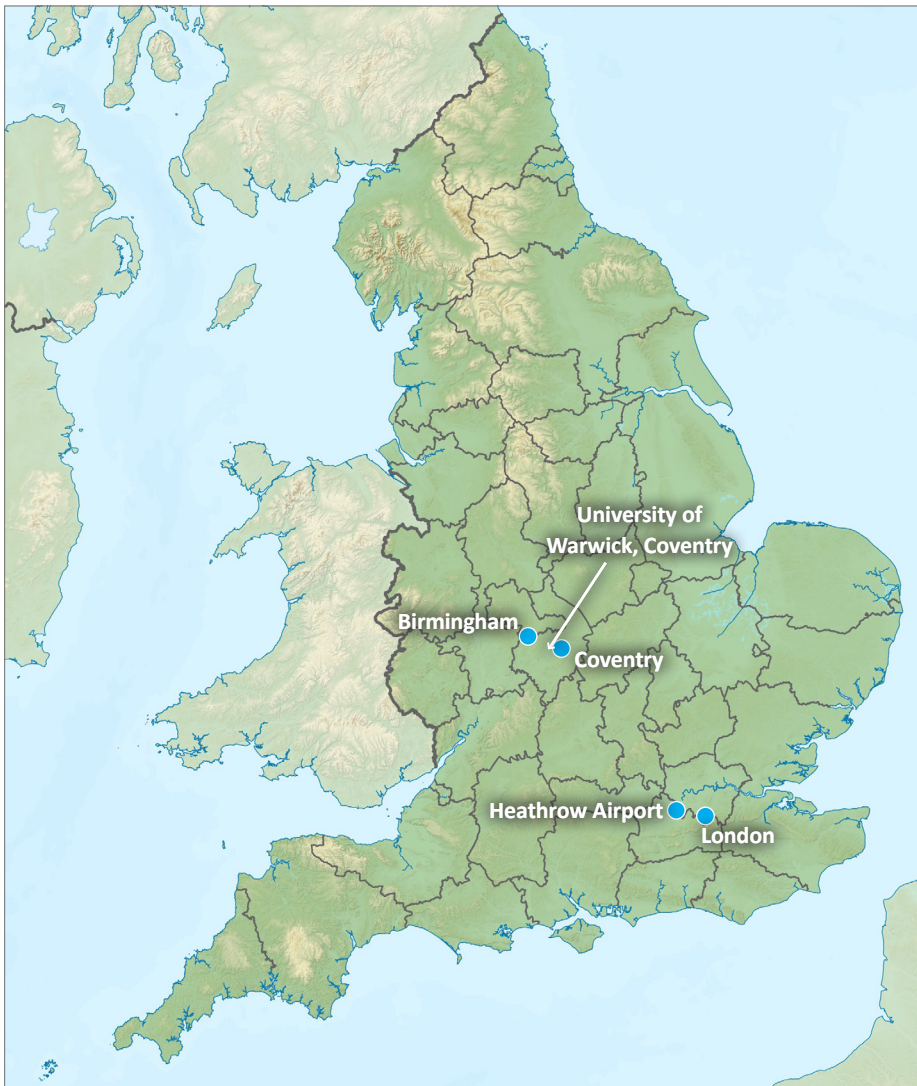 University of
Warwick, Coventry
Birmingham
Coventry
Heathrow Airport
London